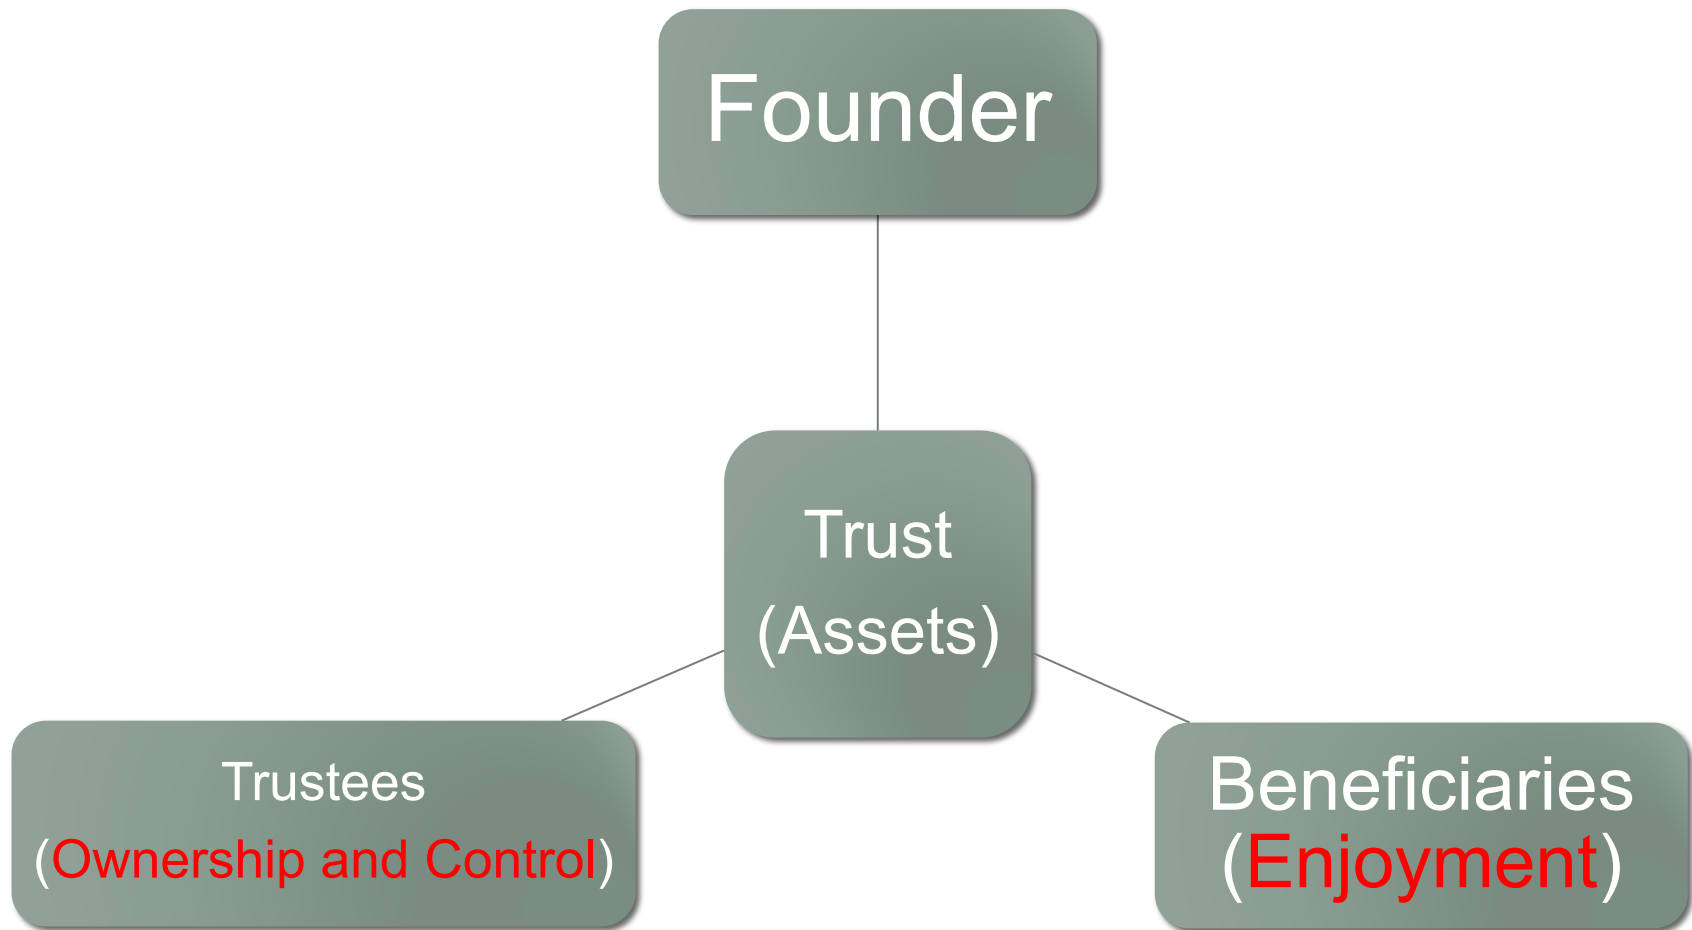 Founder
Trust
(Assets)
Trustees
(Ownership and Control)
Beneficiaries
(Enjoyment)